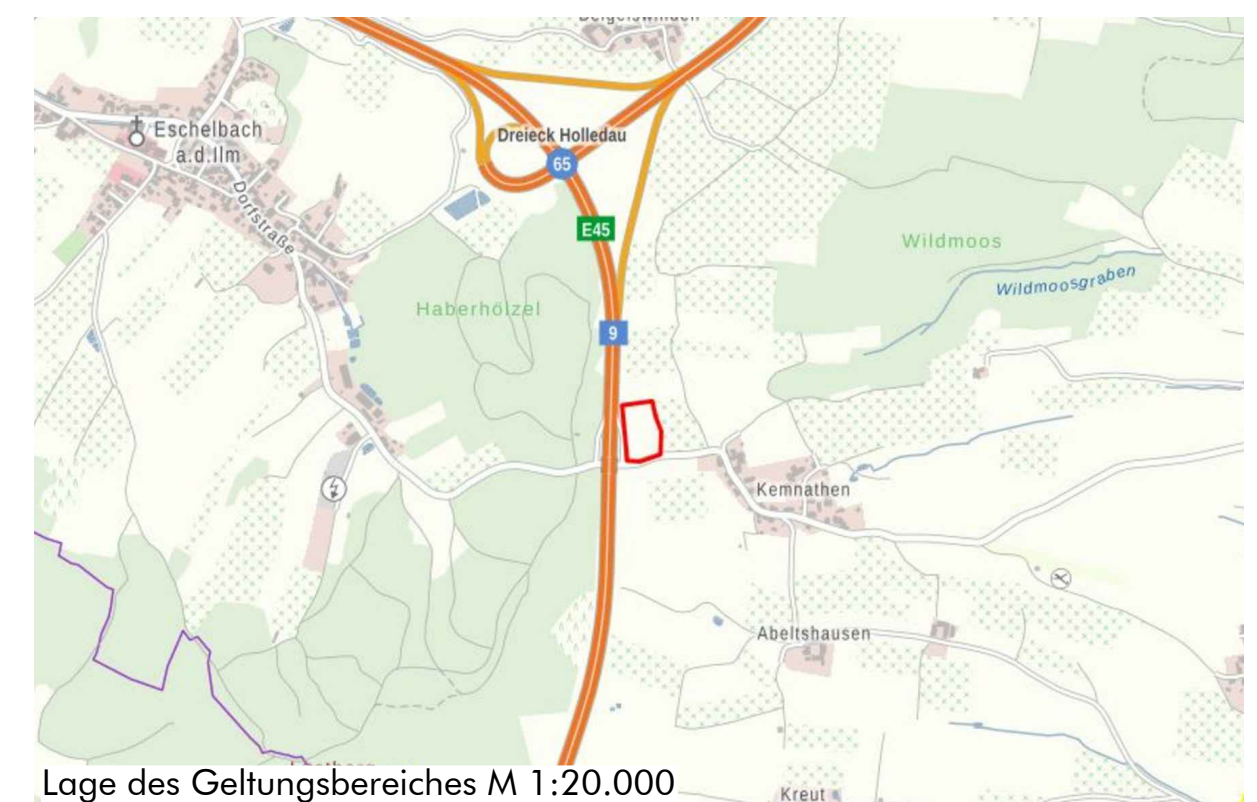 Eschelbach
a.d.Ilm
Dorfstraße
Dreieck Holledau
65
E45
Wildmoos
Wildmoosgraben
Haberhölzel
9
Kemnathen
Abeltshausen
Kreut
Lage des Geltungsbereiches M 1:20.000